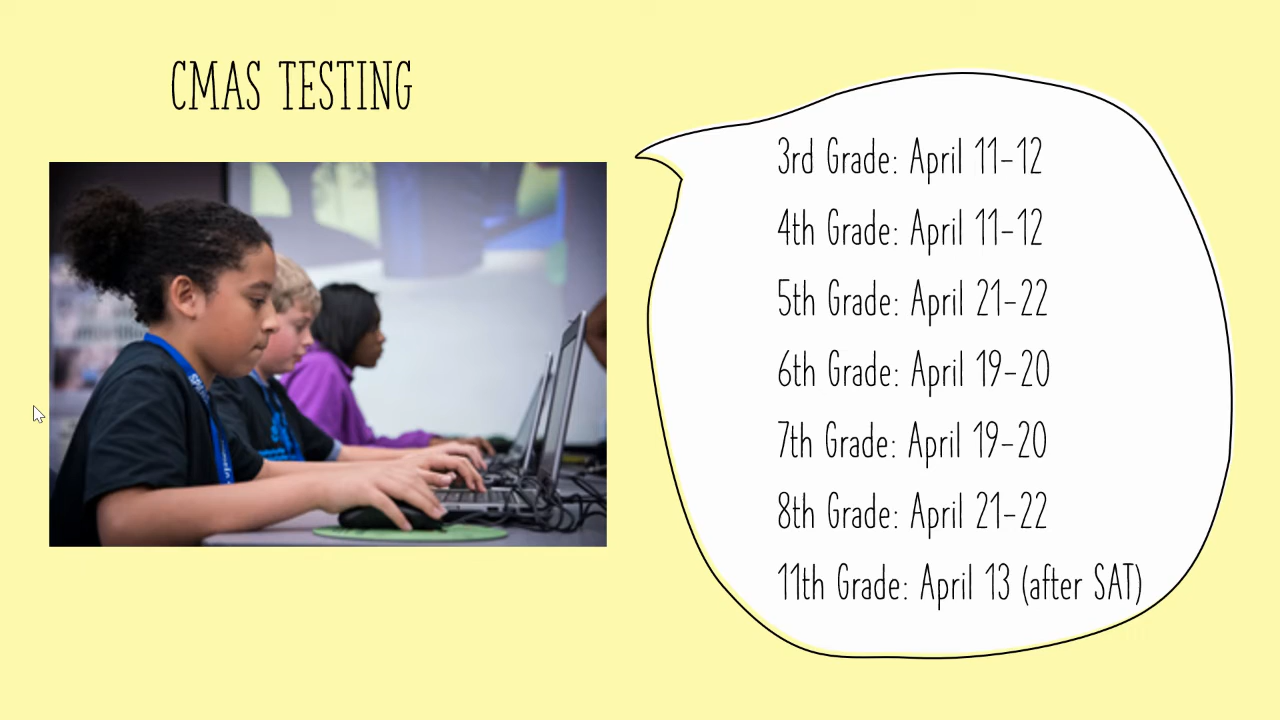 CMAS TESTING
3rd Grade: April 11-12
4th Grade: April 11-12
5th Grade: April 21-22
6th Grade: April 19-20
7th Grade: April 19-20
8th Grade: April 21-22
11th Grade: April 13 (after SAT)